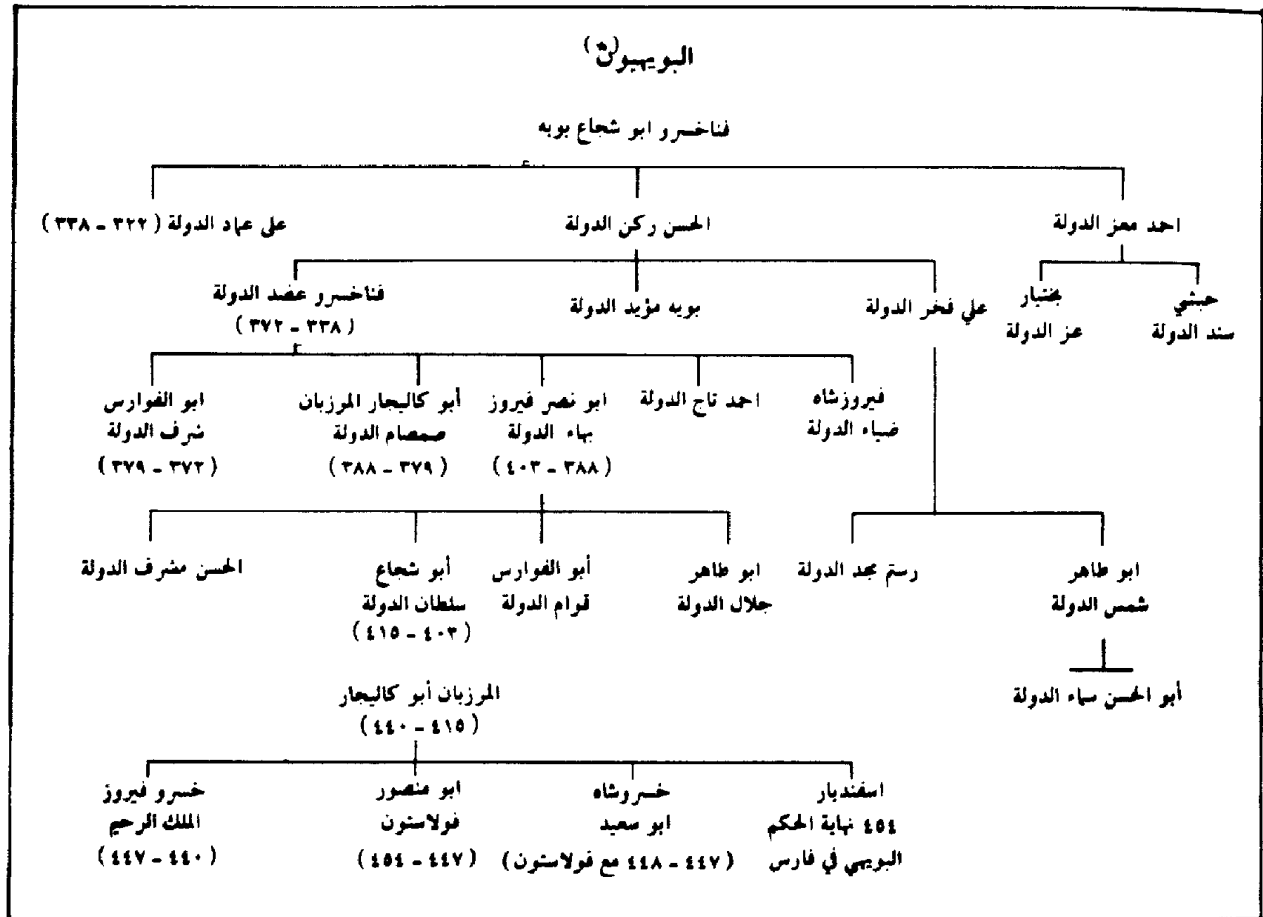 البويهيون(*)
فناخسرو ابو شجاع بويه
احمد معز الدولة
الحسن ركن الدولة
علي عماد الدولة (٣٢٢ - ٣٣٨)
حبشي
سند الدولة
بختيار
عز الدولة
علي فخر الدولة
بويه مؤيد الدولة
فناخسرو عضد الدولة
(٣٣٨ - ٣٧٢)
فيروزشاه
ضياء الدولة
احمد تاج الدولة
ابو نصر فيروز
بهاء الدولة
(٣٨٨ - ٤٠٣)
أبو كاليجار المرزبان
صمصام الدولة
(٣٧٩ - ٣٨٨)
ابو الفوارس
شرف الدولة
(٣٧٢ - ٣٧٩)
ابو طاهر
شمس الدولة
رستم مجد الدولة
ابو طاهر
جلال الدولة
أبو الفوارس
قوام الدولة
أبو شجاع
سلطان الدولة
(٤٠٣ - ٤١٥)
الحسن مشرف الدولة
أبو الحسن سماء الدولة
المرزبان أبو كاليجار
(٤١٥ - ٤٤٠)
اسفنديار
٤٥٤ نهاية الحكم
البويهي في فارس
خسروشاه
ابو سعيد
(٤٤٧ - ٤٤٨ مع فولاستون)
ابو منصور
فولاستون
(٤٤٧ - ٤٥٤)
خسرو فيروز
الملك الرحيم
(٤٤٠ - ٤٤٧)